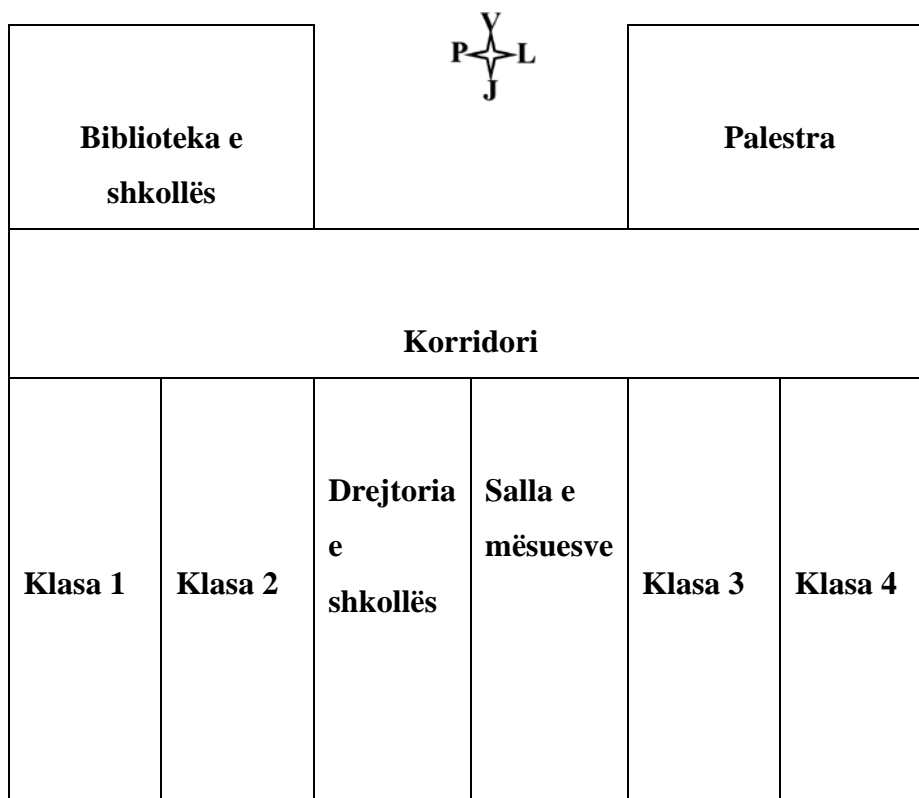 V
P L
J
Biblioteka e
shkollës
Palestra
Korridori
Klasa 1
Klasa 2
Drejtoria
e
shkollës
Salla e
mësuesve
Klasa 3
Klasa 4